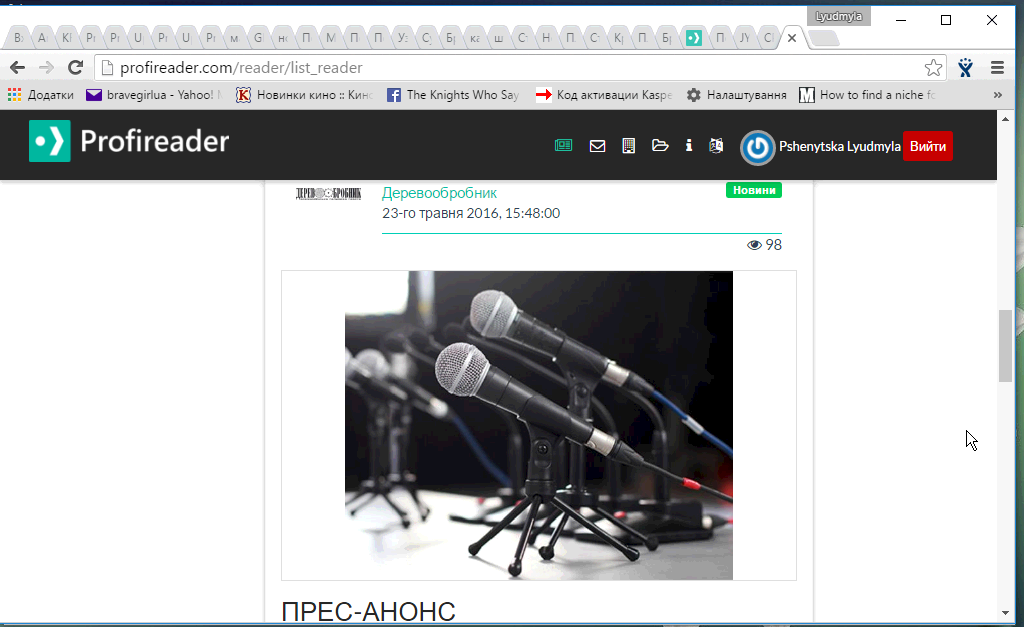 Lyudmyla
profireader.com/reader/list_reader
Додатки bravegirlua - Yahoo! Новинки кино :: Кинс The Knights Who Say Код активации Kaspe Налаштування How to find a niche fo »
Profireader Pshenytska Lyudmyla Выйти
ДЕРЕВООБРОБНИК Деревообробник Новини
23-го травня 2016, 15:48:00
98
ПРЕС-АНОНС